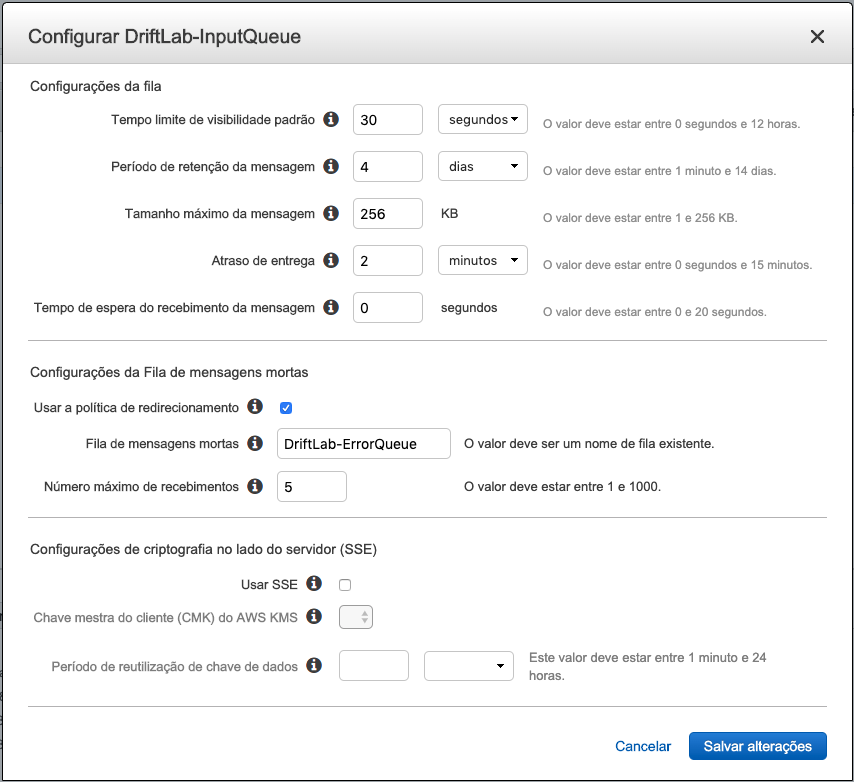 Configurar DriftLab-InputQueue
Configurações da fila
Tempo limite de visibilidade padrão 30 segundos O valor deve estar entre 0 segundos e 12 horas.
Período de retenção da mensagem 4 dias O valor deve estar entre 1 minuto e 14 dias.
Tamanho máximo da mensagem 256 KB O valor deve estar entre 1 e 256 KB.
Atraso de entrega 2 minutos O valor deve estar entre 0 segundos e 15 minutos.
Tempo de espera do recebimento da mensagem 0 segundos O valor deve estar entre 0 e 20 segundos.
Configurações da Fila de mensagens mortas
Usar a política de redirecionamento
Fila de mensagens mortas DriftLab-ErrorQueue O valor deve ser um nome de fila existente.
Número máximo de recebimentos 5 O valor deve estar entre 1 e 1000.
Configurações de criptografia no lado do servidor (SSE)
Usar SSE
Chave mestra do cliente (CMK) do AWS KMS
Período de reutilização de chave de dados Este valor deve estar entre 1 minuto e 24
horas.
Cancelar Salvar alterações